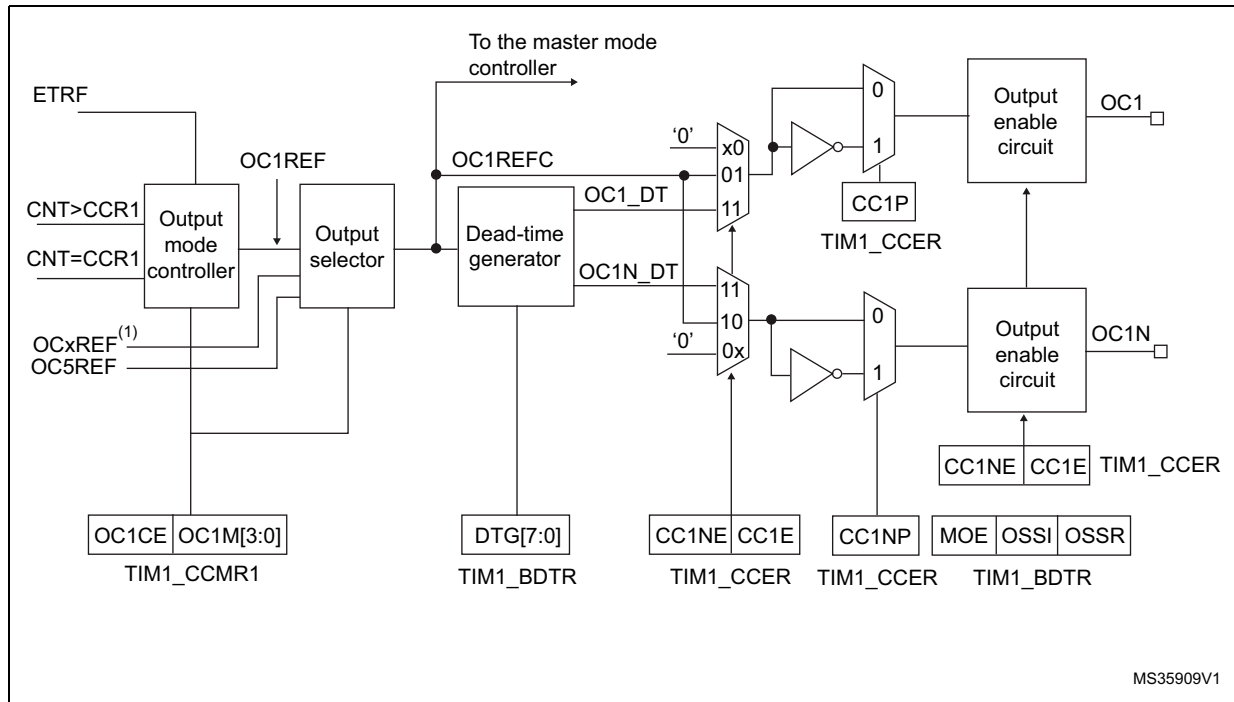 To the master mode
controller
ETRF
OC1REF
CNT>CCR1
CNT=CCR1
OCxREF(1)
OC5REF
Output
mode
controller
Output
selector
OC1REFC
Dead-time
generator
OC1_DT
OC1N_DT
'0'
x0
01
11
11
10
'0'
0x
0
1
CC1P
TIM1_CCER
0
1
Output
enable
circuit
OC1
Output
enable
circuit
OC1N
CC1NE CC1E TIM1_CCER
OC1CE OC1M[3:0]
TIM1_CCMR1
DTG[7:0]
TIM1_BDTR
CC1NE CC1E
TIM1_CCER
CC1NP
TIM1_CCER
MOE OSSI OSSR
TIM1_BDTR
MS35909V1